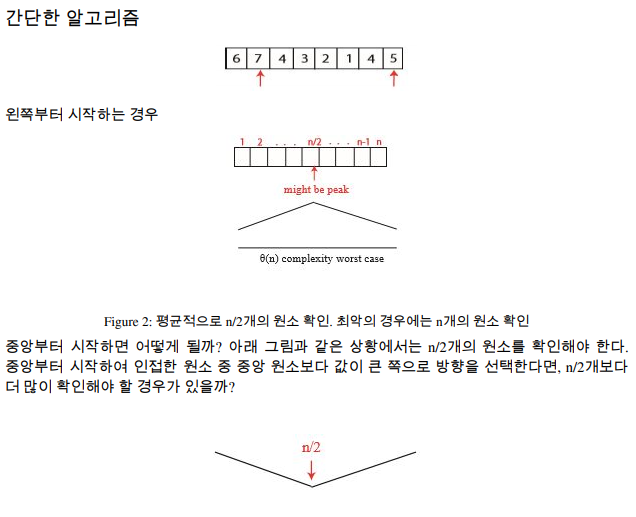 간단한 알고리즘
6 7 4 3 2 1 4 5
왼쪽부터 시작하는 경우
1 2 . . . n/2 . . . n-1 n
might be peak
θ(n) complexity worst case
Figure 2: 평균적으로 n/2개의 원소 확인. 최악의 경우에는 n개의 원소 확인
중앙부터 시작하면 어떻게 될까? 아래 그림과 같은 상황에서는 n/2개의 원소를 확인해야 한다.
중앙부터 시작하여 인접한 원소 중 중앙 원소보다 값이 큰 쪽으로 방향을 선택한다면, n/2개보다
더 많이 확인해야 할 경우가 있을까?
n/2